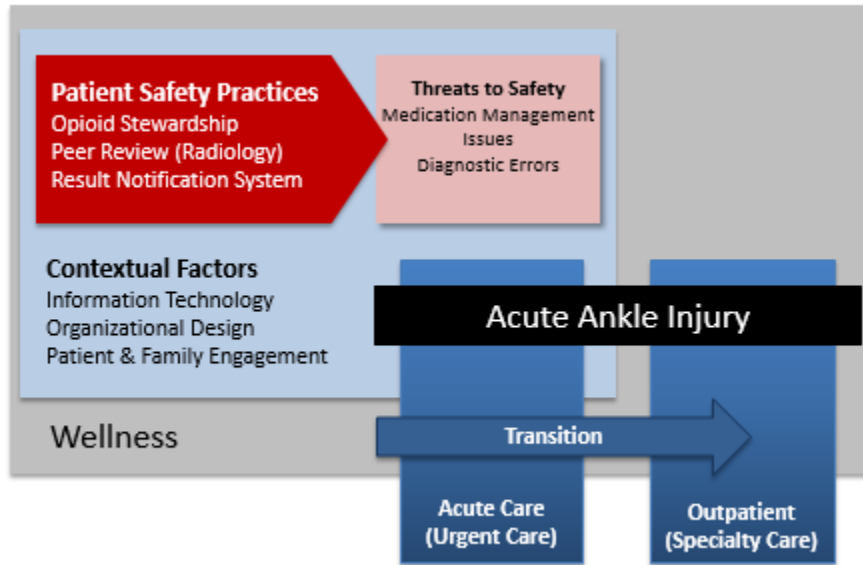 Patient Safety Practices
Opioid Stewardship
Peer Review (Radiology)
Result Notification System
Threats to Safety
Medication Management
Issues
Diagnostic Errors
Contextual Factors
Information Technology
Organizational Design
Patient & Family Engagement
Acute Ankle Injury
Wellness
Transition
Acute Care
(Urgent Care)
Outpatient
(Specialty Care)